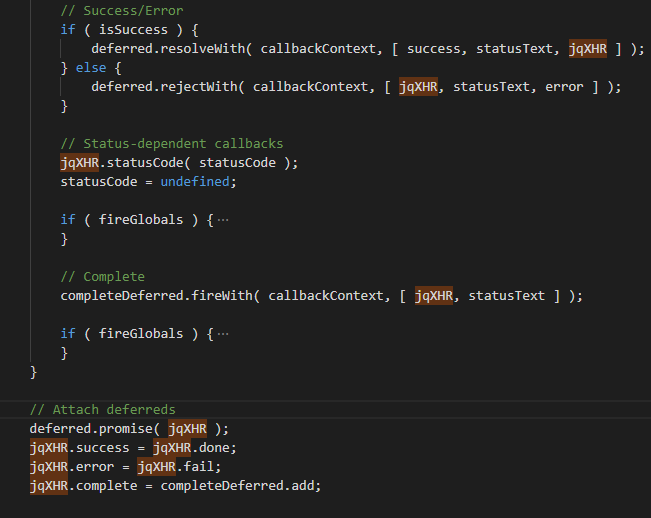 // Success/Error
if ( isSuccess ) {
deferred.resolveWith( callbackContext, [ success, statusText, jqXHR ] );
} else {
deferred.rejectWith( callbackContext, [ jqXHR, statusText, error ] );
}
// Status-dependent callbacks
jqXHR.statusCode( statusCode );
statusCode = undefined;
if ( fireGlobals ) {···
}
// Complete
completeDeferred.fireWith( callbackContext, [ jqXHR, statusText ] );
if ( fireGlobals ) {···
}
}
// Attach deferreds
deferred.promise( jqXHR );
jqXHR.success = jqXHR.done;
jqXHR.error = jqXHR.fail;
jqXHR.complete = completeDeferred.add;